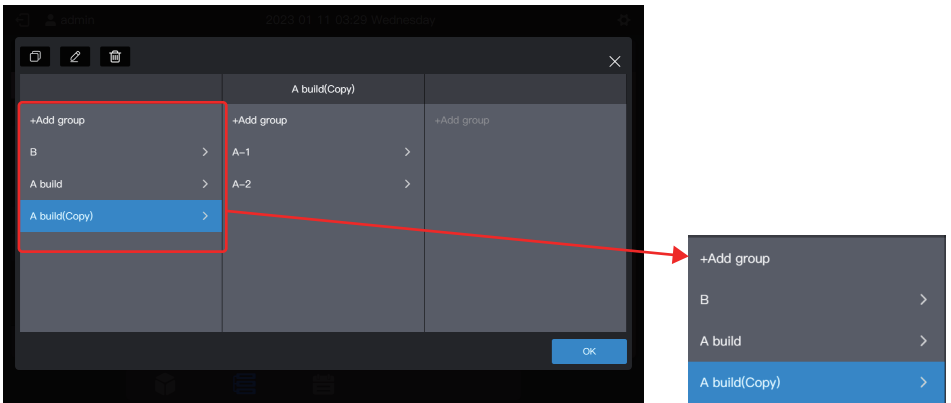 admin
2023 01 11 03:29 Wednesday
A build(Copy)
+Add group
+Add group
+Add group
B
A-1
A build
A-2
A build(Copy)
OK
+Add group
B
A build
A build(Copy)